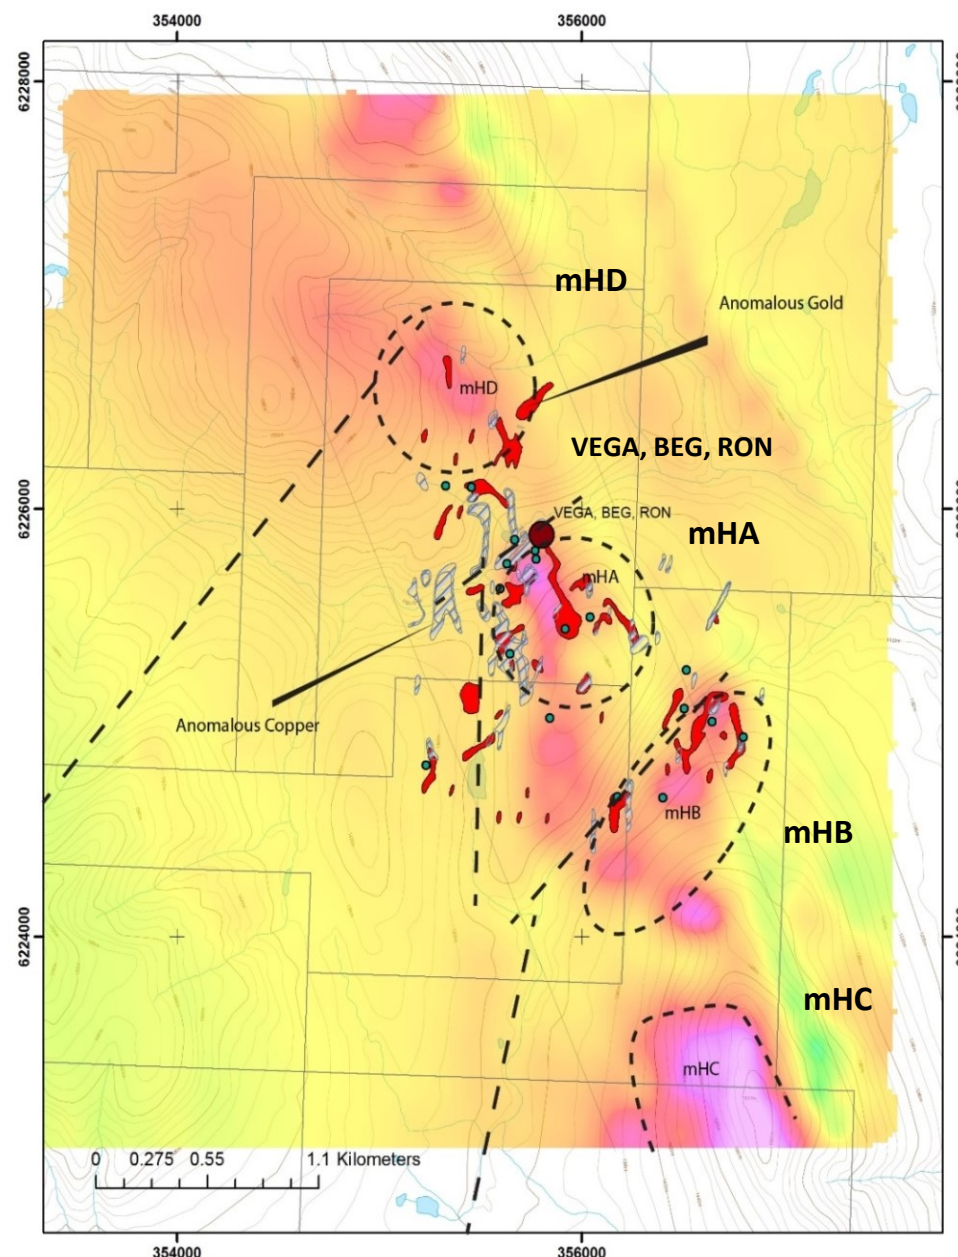 354000
356000
6228000
mHD
Anomalous Gold
mHD
VEGA, BEG, RON
6226000
VEGA, BEG, RON
mHA
mHA
Anomalous Copper
mHB
mHB
6224000
mHC
mHC
0 0.275 0.55 1.1 Kilometers
354000
356000